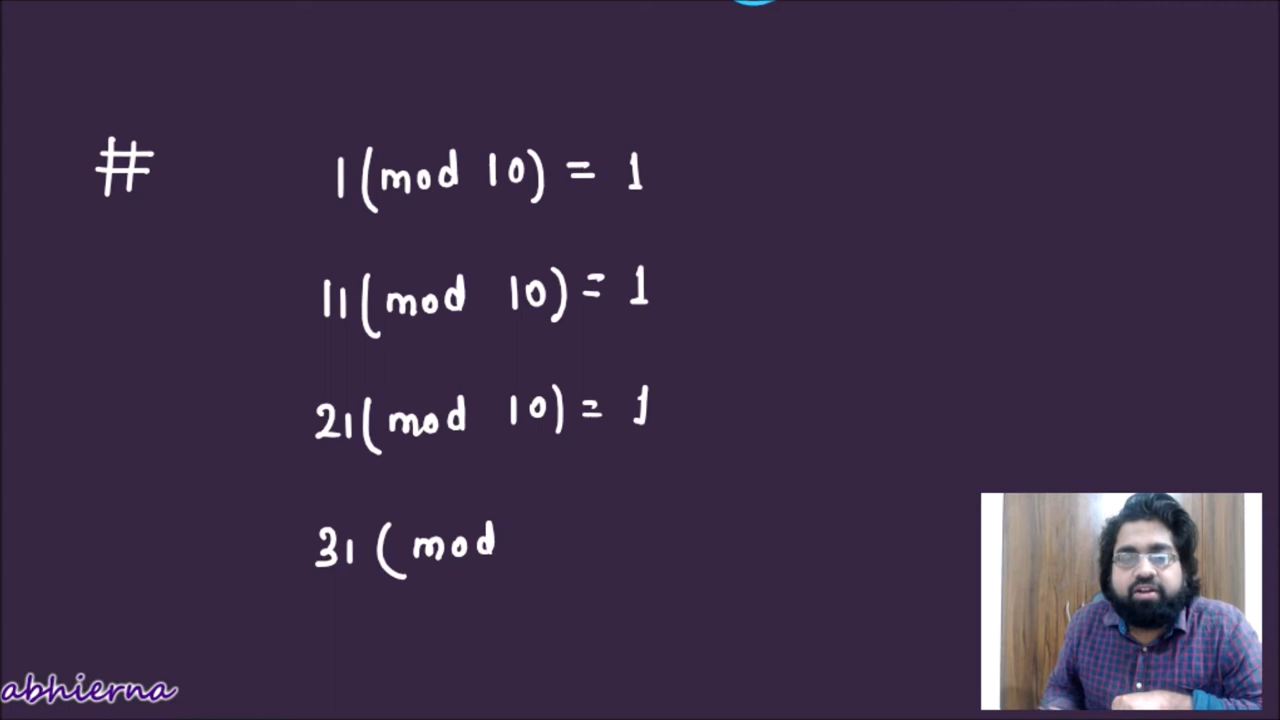 # 1 (mod 10) = 1
11 (mod 10) = 1
21 (mod 10) = 1
31 (mod
abhierna